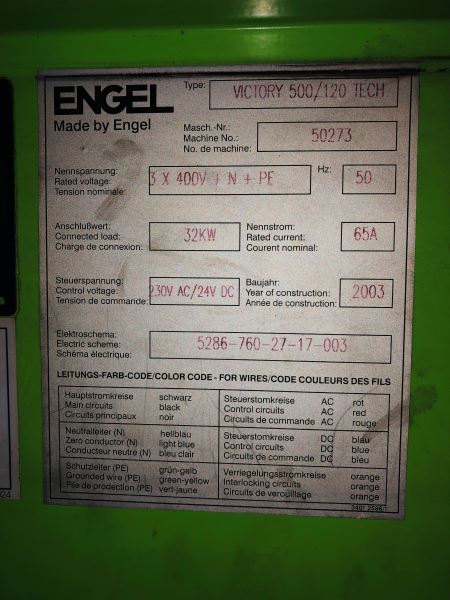 ENGEL
Made by Engel
Type: VICTORY 500/120 TECH
Masch.-Nr.:
Machine No.: 50273
No. de machine:
Nennspannung:
Rated voltage: 3 X 400V + N + PE Hz: 50
Tension nominale:
Anschlußwert:
Connected load: 32KW
Charge de connexion:
Nennstrom:
Rated current: 65A
Courent nominal:
Steuerspannung:
Control voltage: 230V AC/24V DC
Tension de commande:
Baujahr:
Year of construction: 2003
Année de construction:
Elektroschema:
Electric scheme: 5286-760-27-17-003
Schéma électrique:
LEITUNGS-FARB-CODE/COLOR CODE - FOR WIRES/CODE COULEURS DES FILS
Hauptstromkreise schwarz
Main circuits black
Circuits principaux noir
Steuerstomkreise AC rot
Control circuits AC red
Circuits de commande AC rouge
Neutralleiter (N) hellblau
Zero conductor (N) light blue
Conducteur neutre (N) bleu clair
Steuerstomkreise DC blau
Control circuits DC blue
Circuits de commande DC bleu
Schutzleiter (PE) grün-gelb
Grounded wire (PE) green-yellow
File de production (PE) vert-jaune
Verriegelungsstromkreise orange
Interlocking circuits orange
Circuits de verouillage orange
24